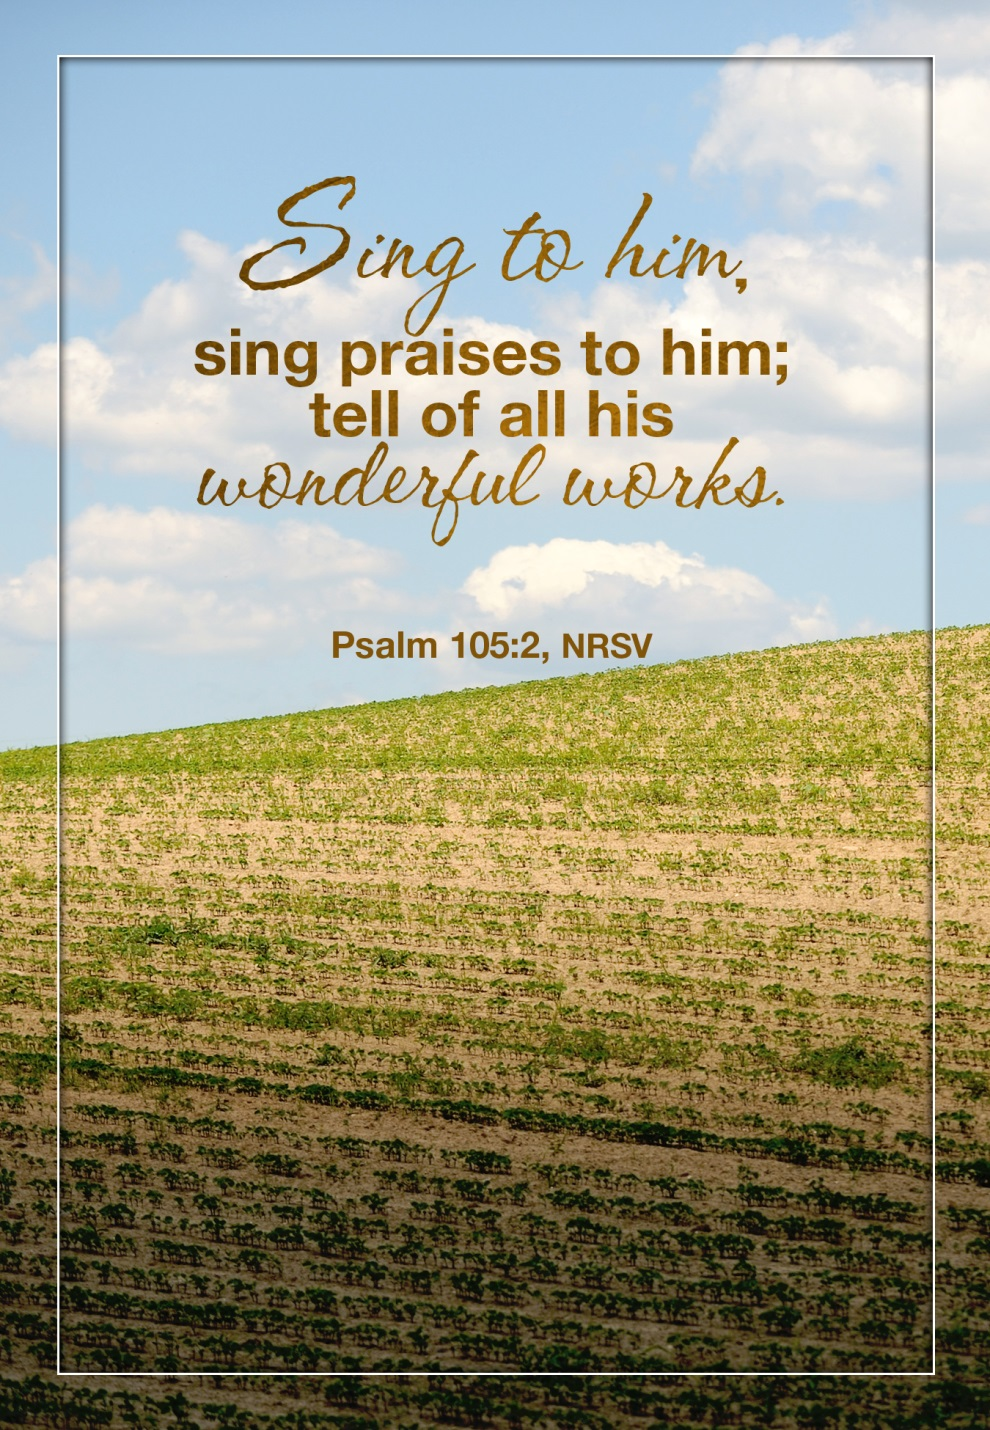 Sing to him,
sing praises to him;
tell of all his
wonderful works.
Psalm 105:2, NRSV